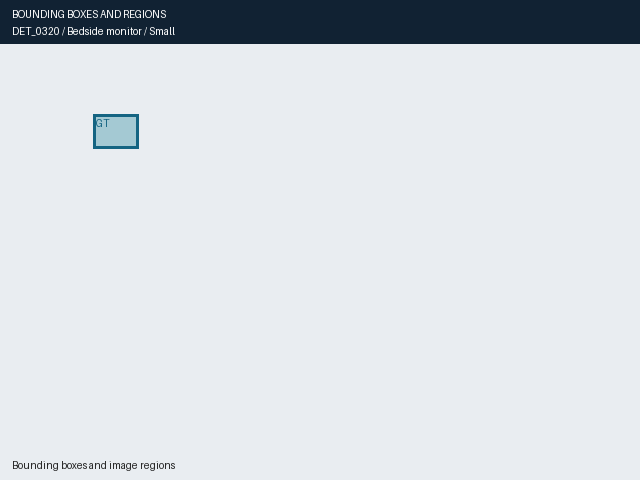 BOUNDING BOXES AND REGIONS
DET_0320 / Bedside monitor / Small
GT
Bounding boxes and image regions